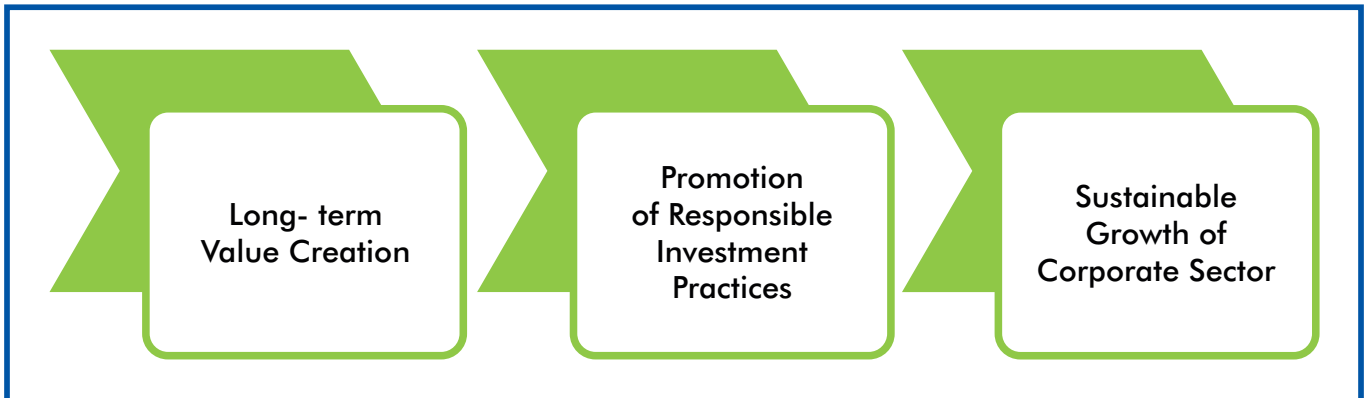 Long- term
Value Creation
Promotion
of Responsible
Investment
Practices
Sustainable
Growth of
Corporate Sector